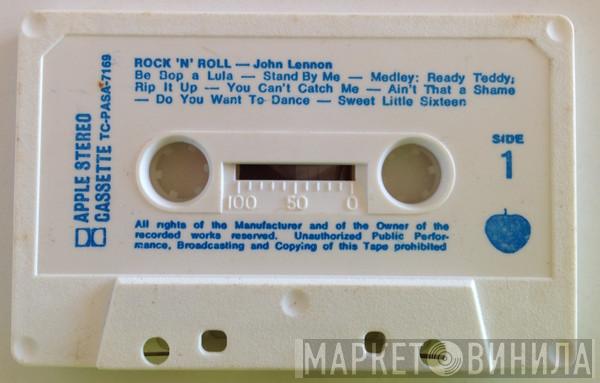 ROCK 'N' ROLL — John Lennon
Be Bop a Lula — Stand By Me — Medley: Ready Teddy;
Rip It Up — You Can't Catch Me — Ain't That a Shame
— Do You Want To Dance — Sweet Little Sixteen
APPLE STEREO
CASSETTE TC-PASA-7169
SIDE
1
100 50 0
All rights of the Manufacturer and of the Owner of the
recorded works reserved. Unauthorized Public Perfor-
mance, Broadcasting and Copying of this Tape prohibited
МАРКЕТ ВИНИЛА